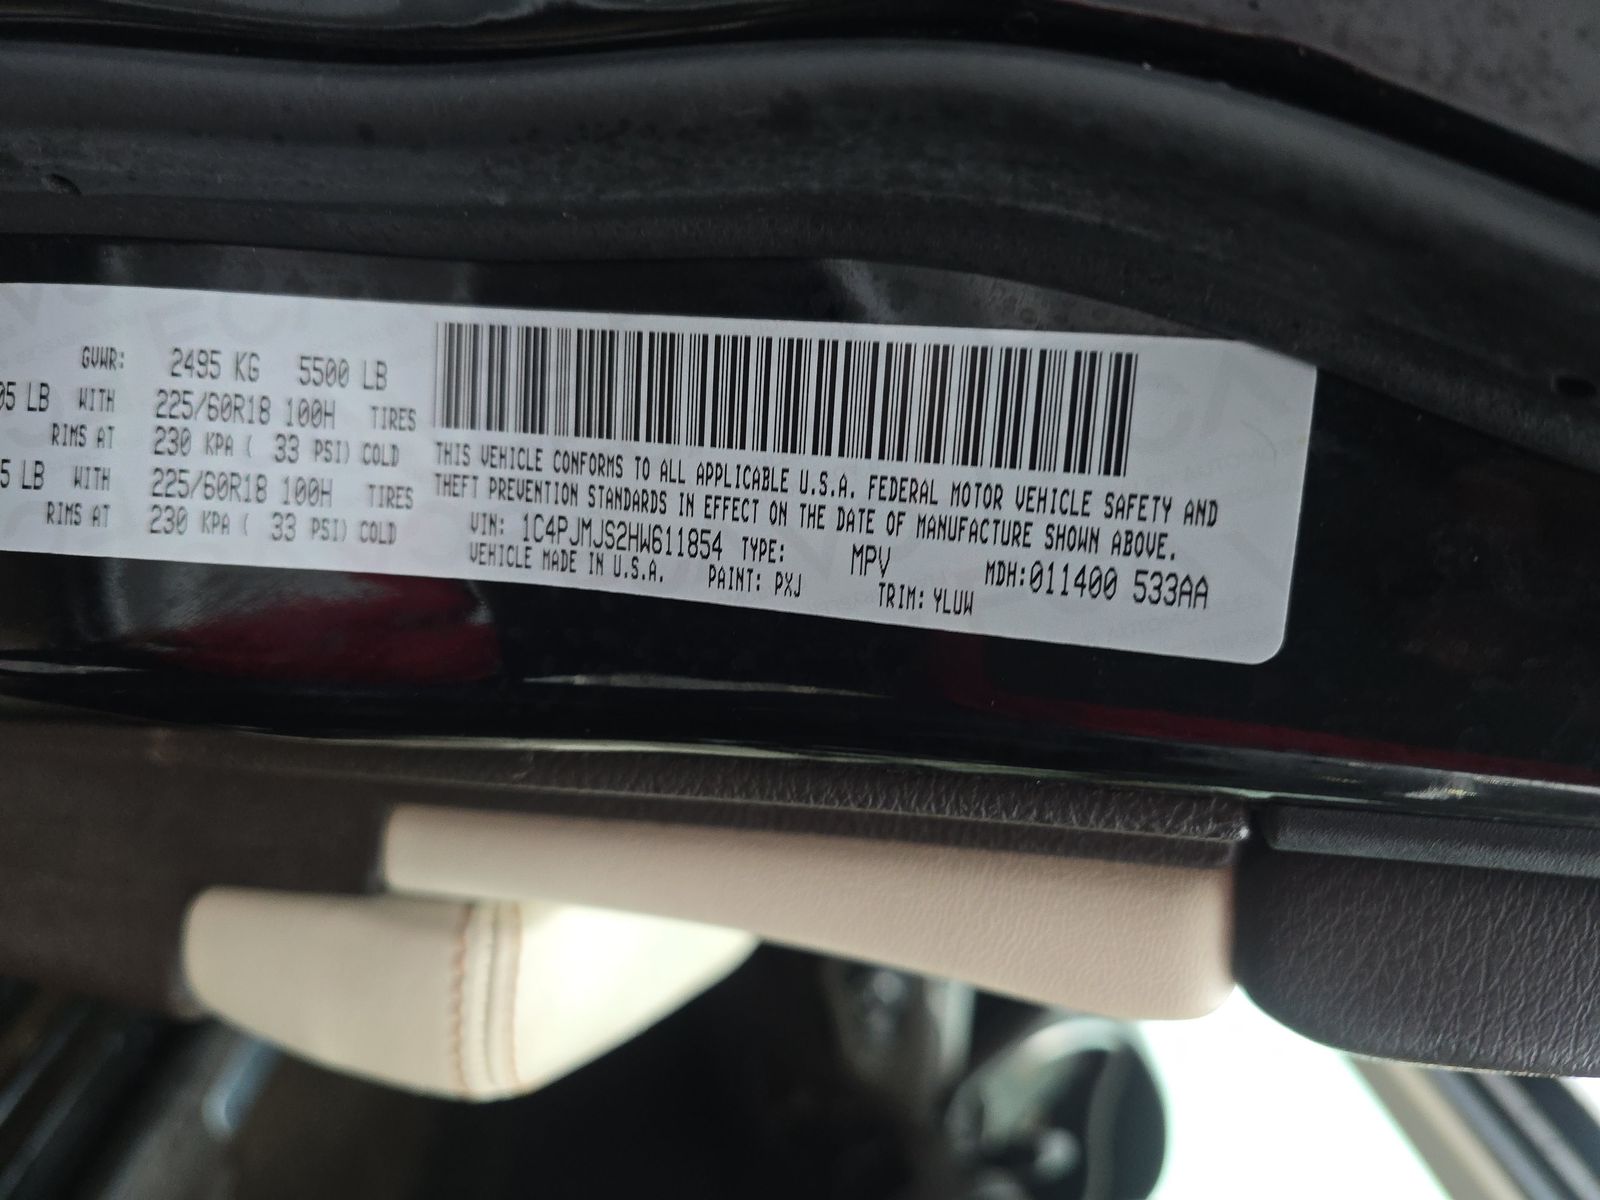 GVWR: 2495 KG 5500 LB
05 LB WITH 225/60R18 100H TIRES
RIMS AT 230 KPA ( 33 PSI) COLD
5 LB WITH 225/60R18 100H TIRES
RIMS AT 230 KPA ( 33 PSI) COLD
THIS VEHICLE CONFORMS TO ALL APPLICABLE U.S.A. FEDERAL MOTOR VEHICLE SAFETY AND
THEFT PREVENTION STANDARDS IN EFFECT ON THE DATE OF MANUFACTURE SHOWN ABOVE.
VIN: 1C4PJMJS2HW611854 TYPE: MPV MDH:011400 533AA
VEHICLE MADE IN U.S.A. PAINT: PXJ TRIM: YLUW